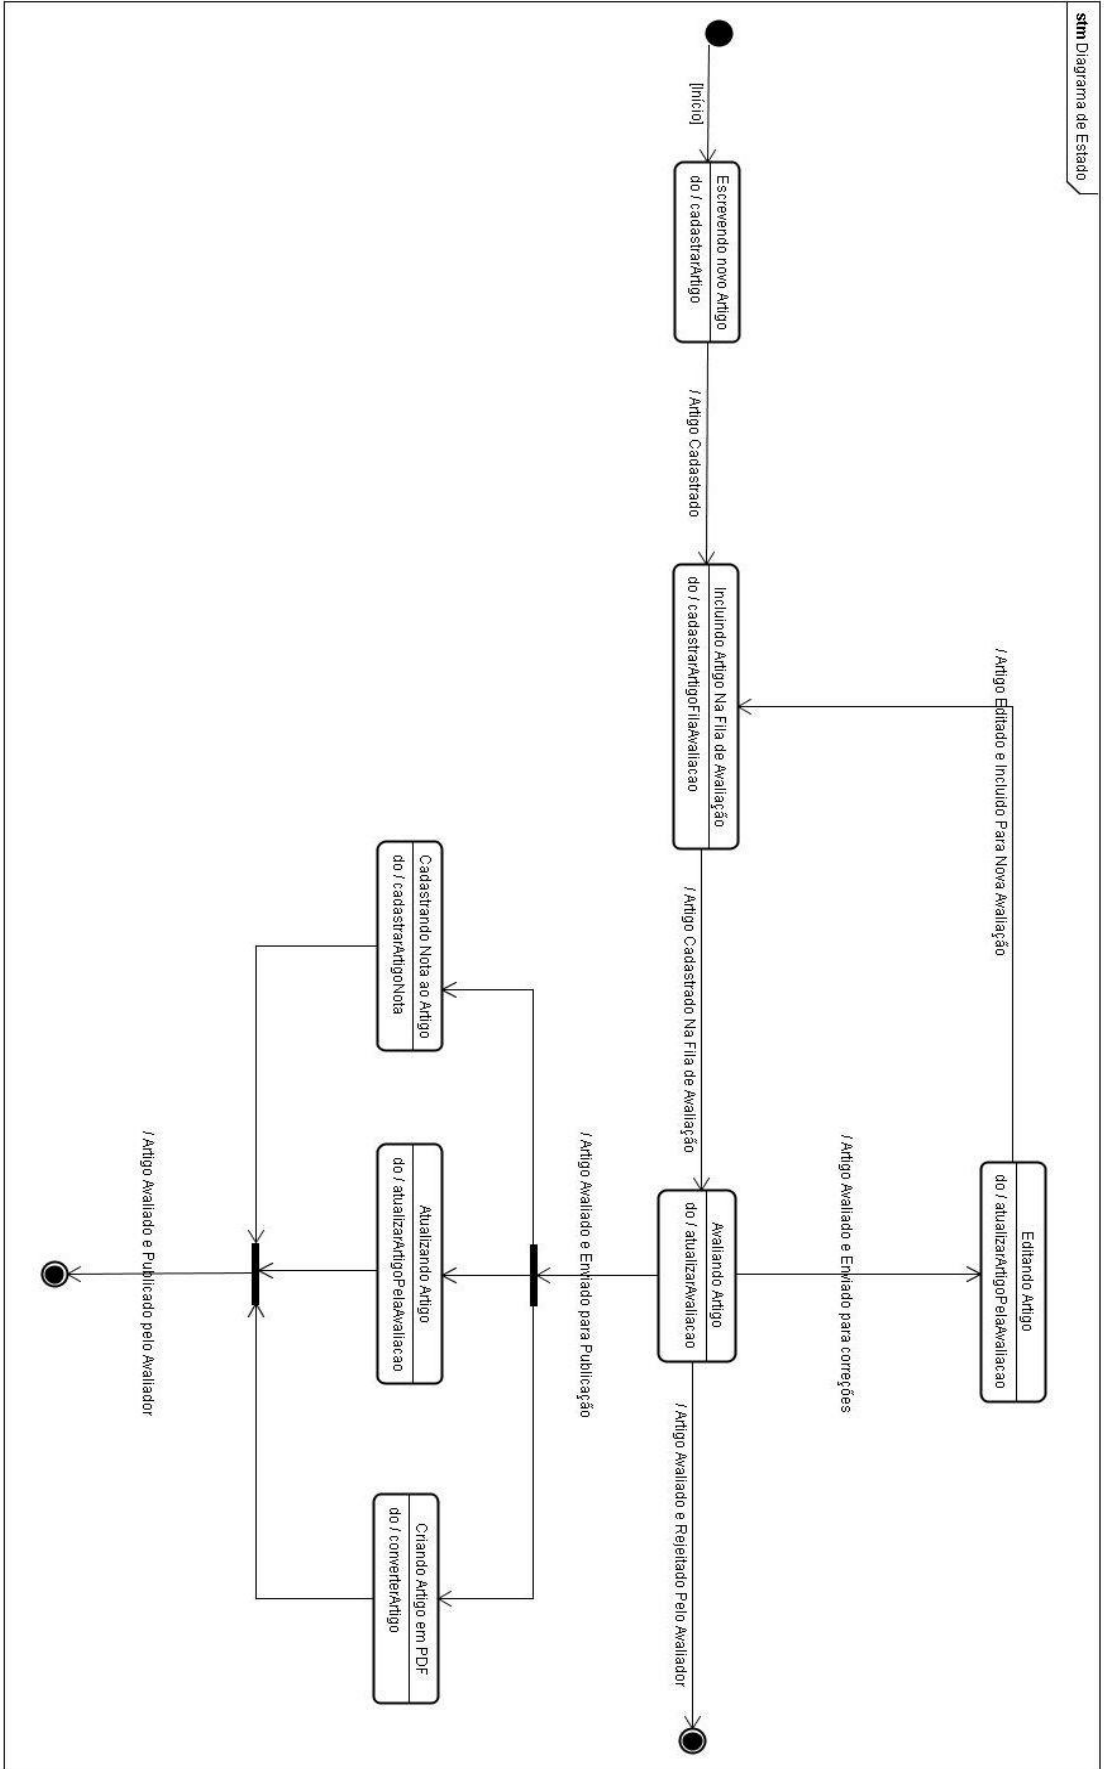 stm Diagrama de Estado
[Início]
Escrevendo novo Artigo
do / cadastrarArtigo
/ Artigo Cadastrado
Incluindo Artigo Na Fila de Avaliação
do / cadastrarArtigoFilaAvaliacao
/ Artigo Editado e Incluido Para Nova Avaliação
/ Artigo Cadastrado Na Fila de Avaliação
Editando Artigo
do / atualizarArtigoPelaAvaliacao
/ Artigo Avaliado e Enviado para correções
Avaliando Artigo
do / atualizarAvaliacao
/ Artigo Avaliado e Rejeitado Pelo Avaliador
/ Artigo Avaliado e Enviado para Publicação
Cadastrando Nota ao Artigo
do / cadastrarArtigoNota
Atualizando Artigo
do / atualizarArtigoPelaAvaliacao
Criando Artigo em PDF
do / converterArtigo
/ Artigo Avaliado e Publicado pelo Avaliador